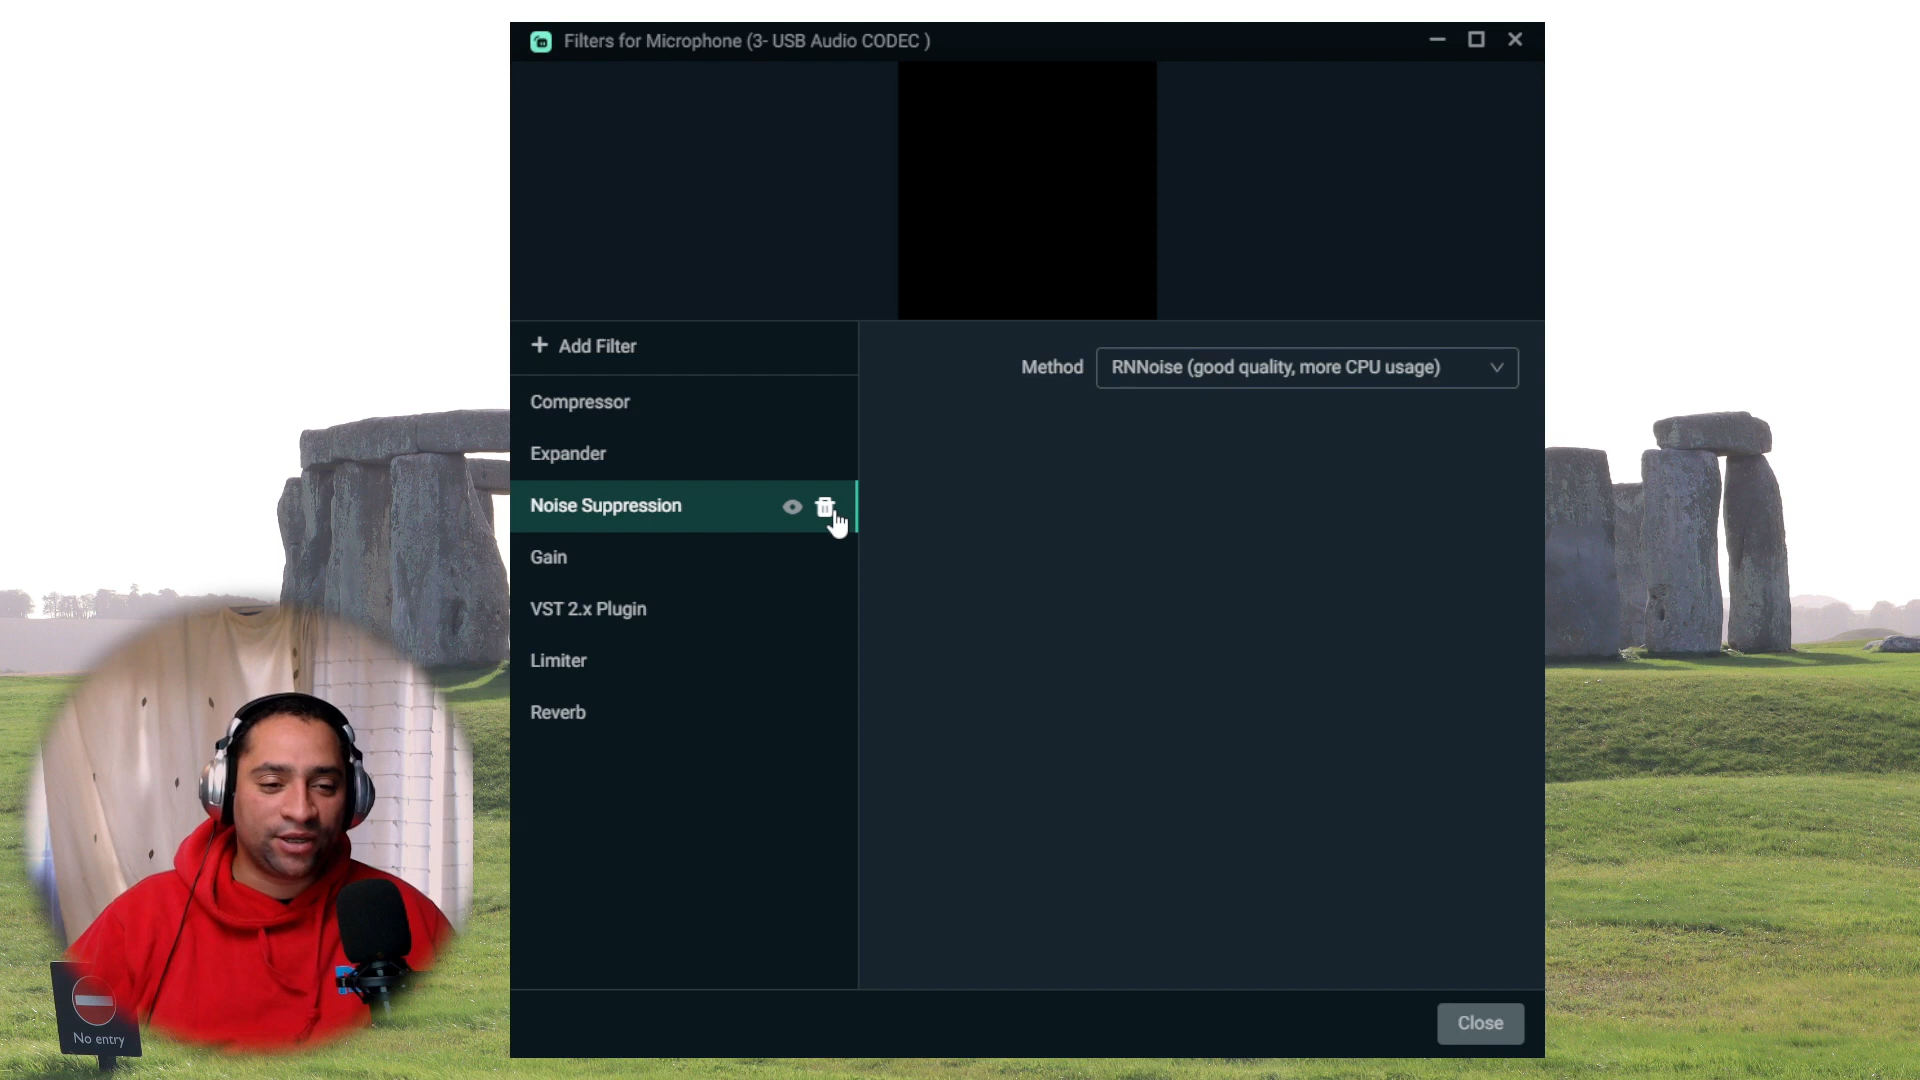 Filters for Microphone (3- USB Audio CODEC )
+ Add Filter
Method RNNoise (good quality, more CPU usage)
Compressor
Expander
Noise Suppression
Gain
VST 2.x Plugin
Limiter
Reverb
Close
No entry